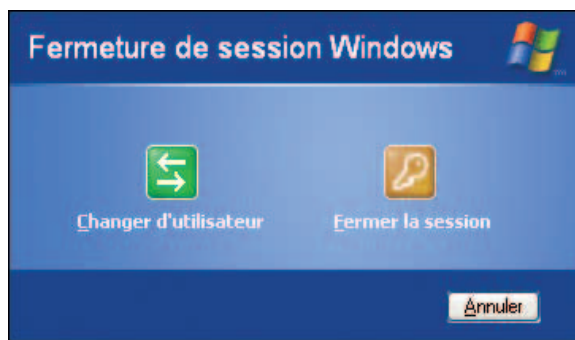 Fermeture de session Windows
Changer d'utilisateur
Fermer la session
Annuler